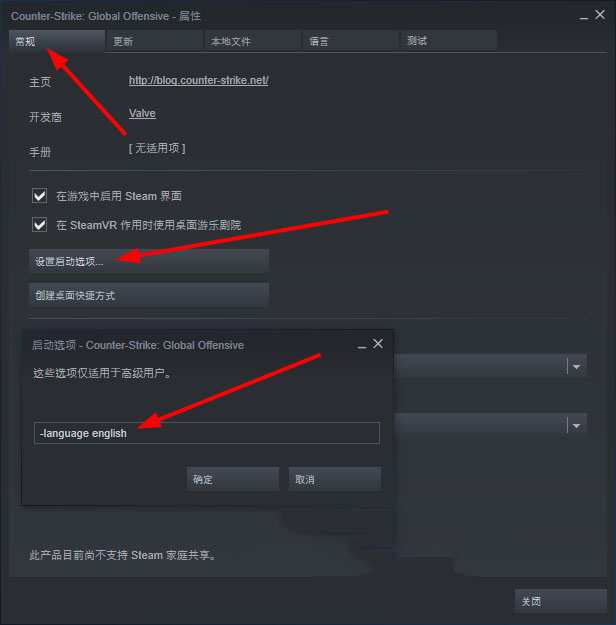 Counter-Strike: Global Offensive - 属性
常规 更新 本地文件 语言 测试
主页 http://blog.counter-strike.net/
开发商 Valve
手册 [ 无适用项 ]
在游戏中启用 Steam 界面
在 SteamVR 作用时使用桌面游乐剧院
设置启动选项...
创建桌面快捷方式
启动选项 - Counter-Strike: Global Offensive
这些选项仅适用于高级用户。
-language english
确定 取消
此产品目前尚不支持 Steam 家庭共享。
关闭